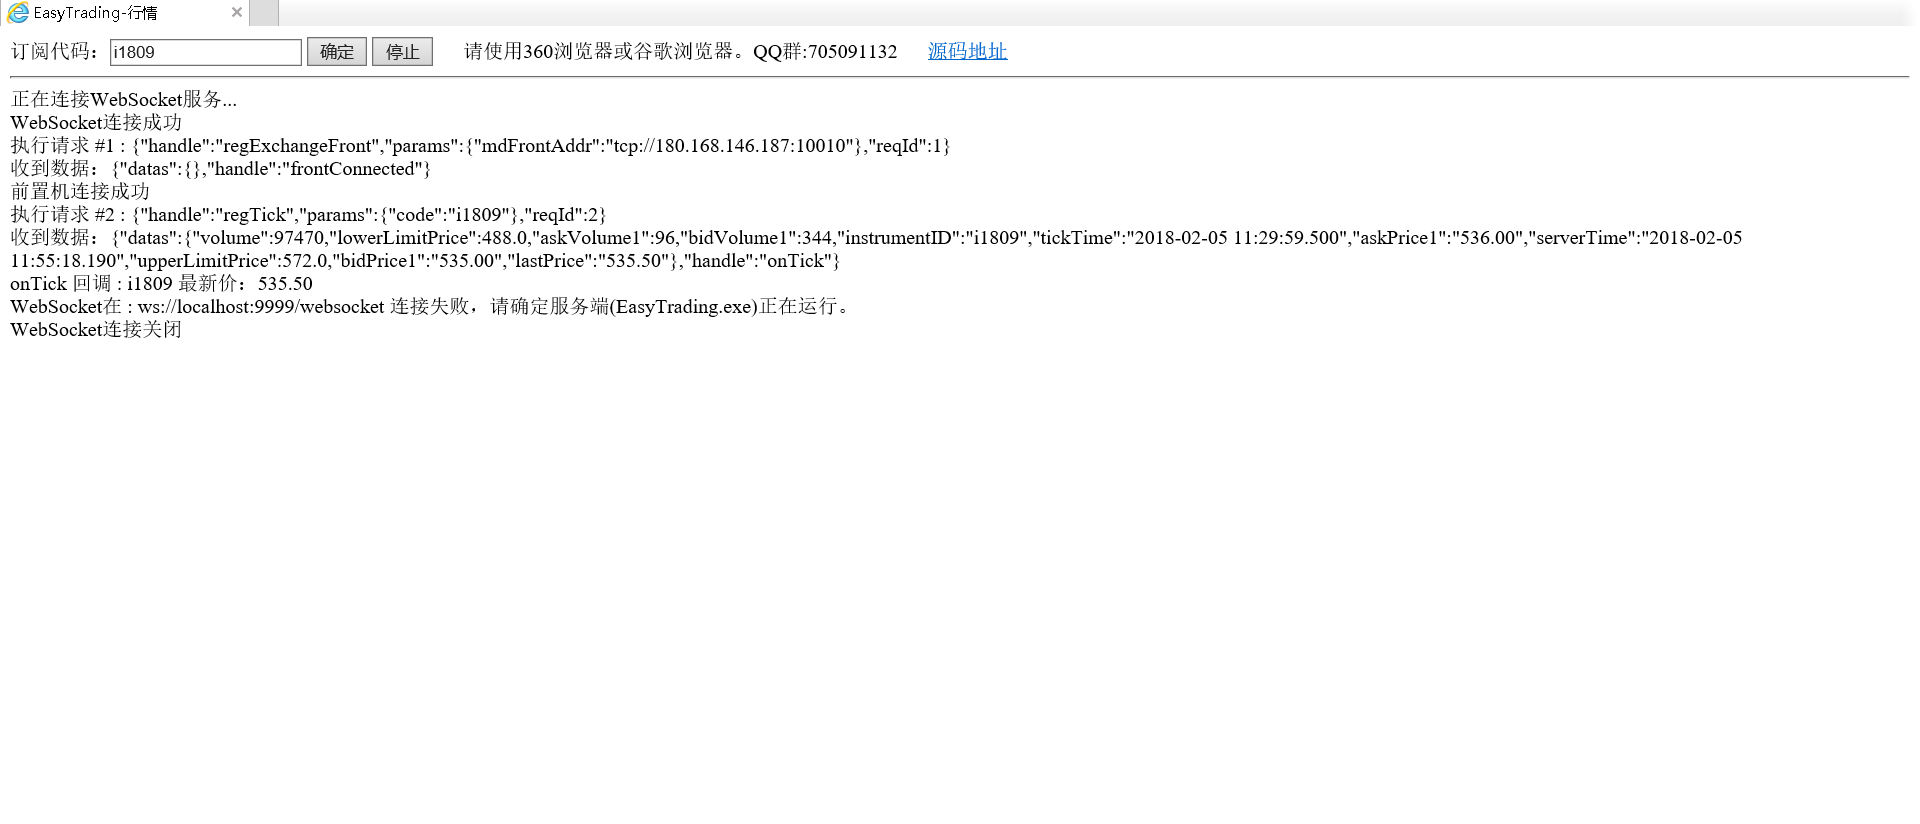 EasyTrading-行情
订阅代码： i1809 确定 停止 请使用360浏览器或谷歌浏览器。QQ群:705091132 源码地址
正在连接WebSocket服务...
WebSocket连接成功
执行请求 #1 : {"handle":"regExchangeFront","params":{"mdFrontAddr":"tcp://180.168.146.187:10010"},"reqId":1}
收到数据：{"datas":{},"handle":"frontConnected"}
前置机连接成功
执行请求 #2 : {"handle":"regTick","params":{"code":"i1809"},"reqId":2}
收到数据：{"datas":{"volume":97470,"lowerLimitPrice":488.0,"askVolume1":96,"bidVolume1":344,"instrumentID":"i1809","tickTime":"2018-02-05 11:29:59.500","askPrice1":"536.00","serverTime":"2018-02-05
11:55:18.190","upperLimitPrice":572.0,"bidPrice1":"535.00","lastPrice":"535.50"},"handle":"onTick"}
onTick 回调 : i1809 最新价：535.50
WebSocket在 : ws://localhost:9999/websocket 连接失败，请确定服务端(EasyTrading.exe)正在运行。
WebSocket连接关闭